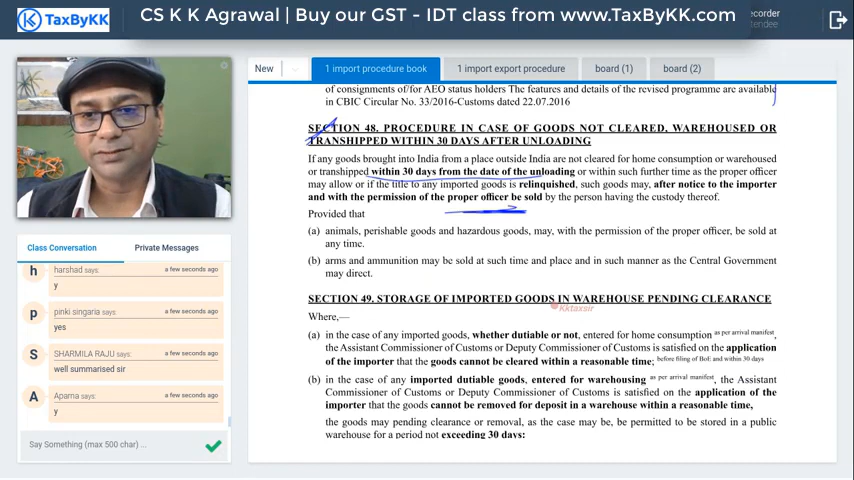 CS K K Agrawal | Buy our GST - IDT class from www.TaxByKK.com
TaxByKK
ecorder
endee
New
1 import procedure book
1 import export procedure
board (1)
board (2)
of consignments of/for AEO status holders The features and details of the revised programme are available
in CBIC Circular No. 33/2016-Customs dated 22.07.2016
SECTION 48. PROCEDURE IN CASE OF GOODS NOT CLEARED, WAREHOUSED OR
TRANSHIPPED WITHIN 30 DAYS AFTER UNLOADING
If any goods brought into India from a place outside India are not cleared for home consumption or warehoused
or transhipped within 30 days from the date of the unloading or within such further time as the proper officer
may allow or if the title to any imported goods is relinquished, such goods may, after notice to the importer
and with the permission of the proper officer be sold by the person having the custody thereof.
Provided that
(a) animals, perishable goods and hazardous goods, may, with the permission of the proper officer, be sold at
any time.
(b) arms and ammunition may be sold at such time and place and in such manner as the Central Government
may direct.
SECTION 49. STORAGE OF IMPORTED GOODS IN WAREHOUSE PENDING CLEARANCE
Kktaxsir
Where,—
(a) in the case of any imported goods, whether dutiable or not, entered for home consumption as per arrival manifest,
the Assistant Commissioner of Customs or Deputy Commissioner of Customs is satisfied on the application
of the importer that the goods cannot be cleared within a reasonable time; before filing of BoE and within 30 days
(b) in the case of any imported dutiable goods, entered for warehousing as per arrival manifest, the Assistant
Commissioner of Customs or Deputy Commissioner of Customs is satisfied on the application of the
importer that the goods cannot be removed for deposit in a warehouse within a reasonable time,
the goods may pending clearance or removal, as the case may be, be permitted to be stored in a public
warehouse for a period not exceeding 30 days:
Class Conversation
Private Messages
h
harshad says:
a few seconds ago
y
p
pinki singaria says:
a few seconds ago
yes
S
SHARMILA RAJU says:
a few seconds ago
well summarised sir
A
Aparna says:
a few seconds ago
y
Say Something (max 500 char) ...